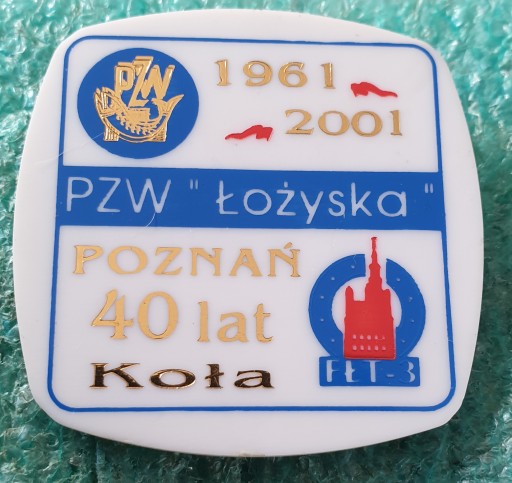 PZW
1961
2001
PZW " Łożyska "
POZNAŃ
40 lat
Koła
FŁT-3